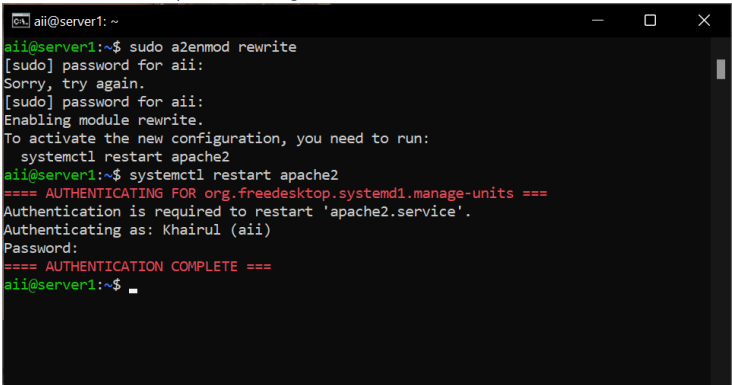 aii@server1: ~
aii@server1:~$ sudo a2enmod rewrite
[sudo] password for aii:
Sorry, try again.
[sudo] password for aii:
Enabling module rewrite.
To activate the new configuration, you need to run:
  systemctl restart apache2
aii@server1:~$ systemctl restart apache2
==== AUTHENTICATING FOR org.freedesktop.systemd1.manage-units ===
Authentication is required to restart 'apache2.service'.
Authenticating as: Khairul (aii)
Password:
==== AUTHENTICATION COMPLETE ===
aii@server1:~$